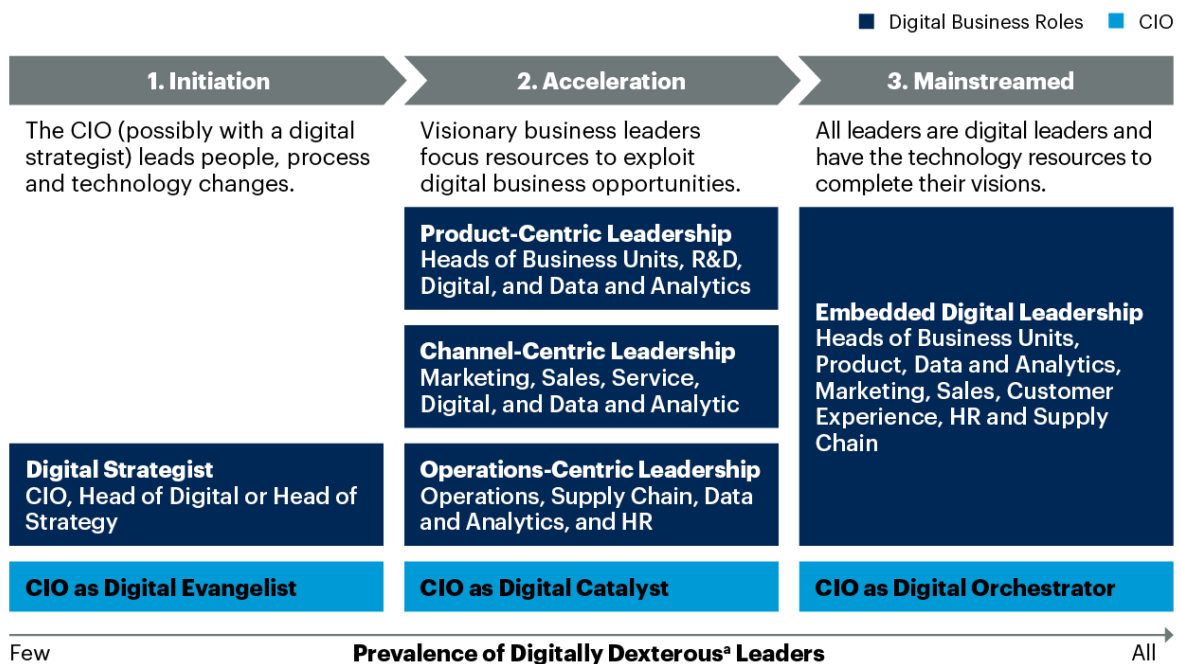 Digital Business Roles
CIO
1. Initiation
2. Acceleration
3. Mainstreamed
The CIO (possibly with a digital
strategist) leads people, process
and technology changes.
Visionary business leaders
focus resources to exploit
digital business opportunities.
All leaders are digital leaders and
have the technology resources to
complete their visions.
Digital Strategist
CIO, Head of Digital or Head of
Strategy
Product-Centric Leadership
Heads of Business Units, R&D,
Digital, and Data and Analytics
Channel-Centric Leadership
Marketing, Sales, Service,
Digital, and Data and Analytic
Operations-Centric Leadership
Operations, Supply Chain, Data
and Analytics, and HR
Embedded Digital Leadership
Heads of Business Units,
Product, Data and Analytics,
Marketing, Sales, Customer
Experience, HR and Supply
Chain
CIO as Digital Evangelist
CIO as Digital Catalyst
CIO as Digital Orchestrator
Few
Prevalence of Digitally Dexterousᵃ Leaders
All